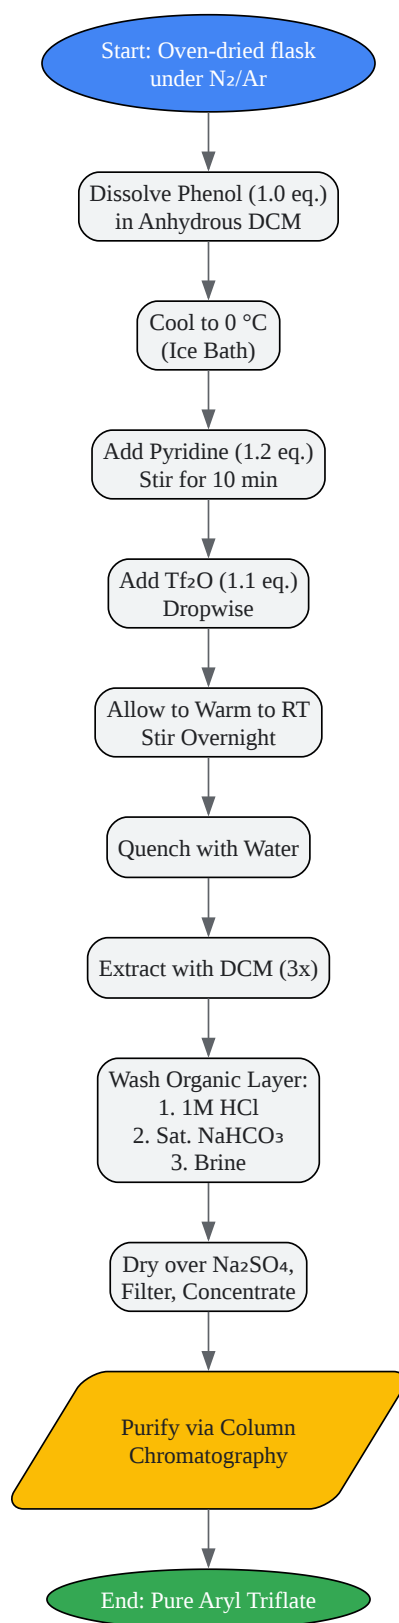 Start: Oven-dried flask
under N₂/Ar
Dissolve Phenol (1.0 eq.)
in Anhydrous DCM
Cool to 0 °C
(Ice Bath)
Add Pyridine (1.2 eq.)
Stir for 10 min
Add Tf₂O (1.1 eq.)
Dropwise
Allow to Warm to RT
Stir Overnight
Quench with Water
Extract with DCM (3x)
Wash Organic Layer:
1. 1M HCl
2. Sat. NaHCO₃
3. Brine
Dry over Na₂SO₄,
Filter, Concentrate
Purify via Column
Chromatography
End: Pure Aryl Triflate